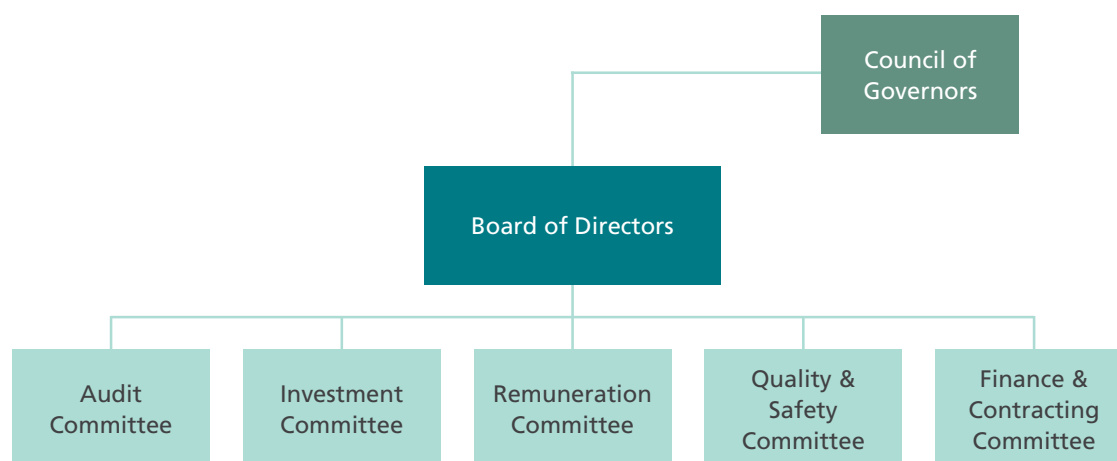 Council of
Governors
Board of Directors
Audit
Committee
Investment
Committee
Remuneration
Committee
Quality &
Safety
Committee
Finance &
Contracting
Committee